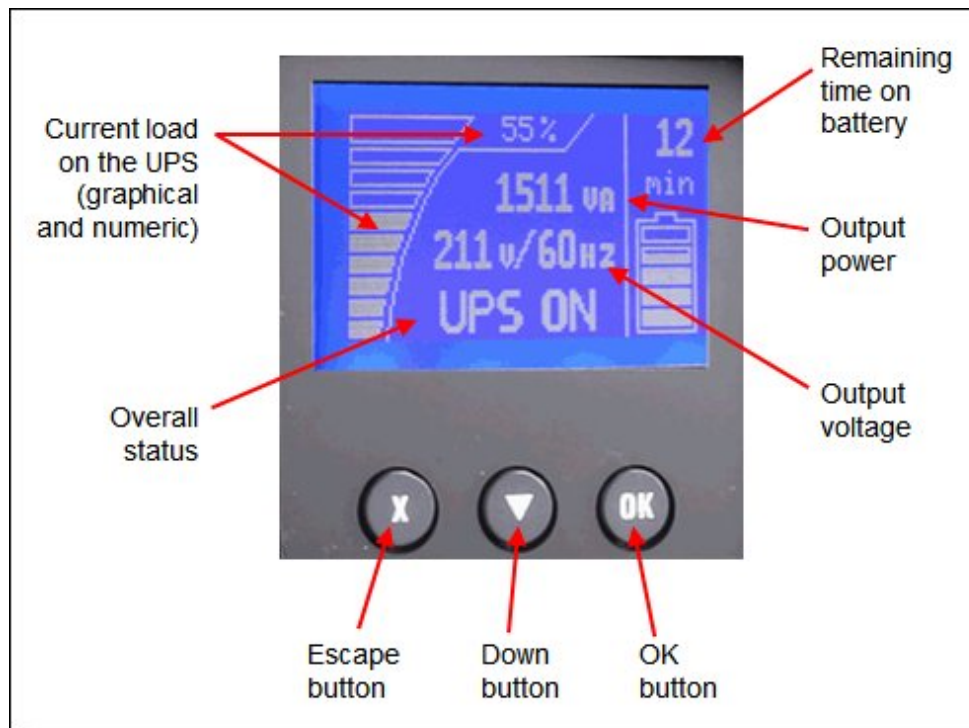 Remaining
time on
battery
Current load
on the UPS
(graphical
and numeric)
55%
12
min
1511 VA
211 V/60HZ
UPS ON
Output
power
Output
voltage
Overall
status
X
OK
Escape
button
Down
button
OK
button